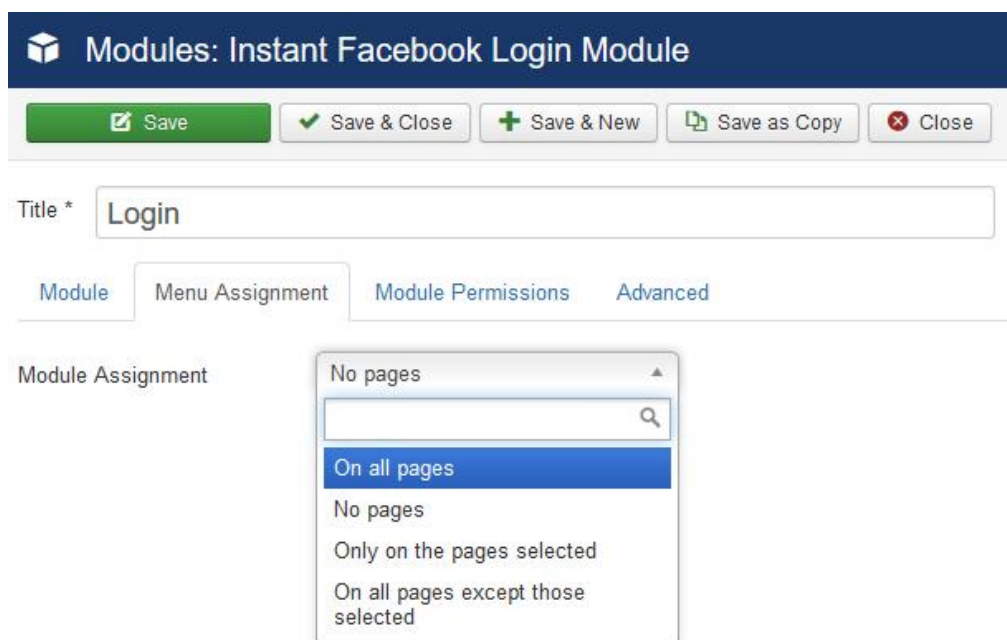 Modules: Instant Facebook Login Module
Save Save & Close Save & New Save as Copy Close
Title * Login
Module Menu Assignment Module Permissions Advanced
Module Assignment No pages
On all pages
No pages
Only on the pages selected
On all pages except those
selected